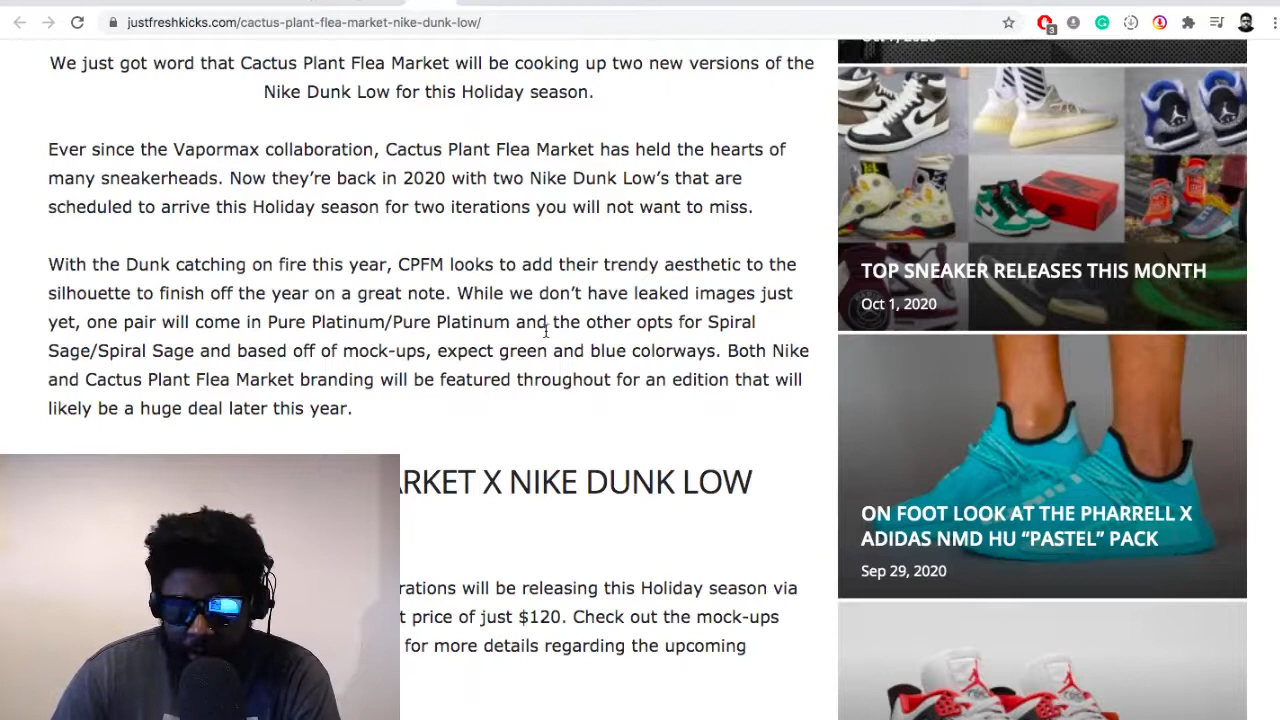 justfreshkicks.com/cactus-plant-flea-market-nike-dunk-low/
3
We just got word that Cactus Plant Flea Market will be cooking up two new versions of the
Nike Dunk Low for this Holiday season.
Ever since the Vapormax collaboration, Cactus Plant Flea Market has held the hearts of
many sneakerheads. Now they’re back in 2020 with two Nike Dunk Low’s that are
scheduled to arrive this Holiday season for two iterations you will not want to miss.
With the Dunk catching on fire this year, CPFM looks to add their trendy aesthetic to the
silhouette to finish off the year on a great note. While we don’t have leaked images just
yet, one pair will come in Pure Platinum/Pure Platinum and the other opts for Spiral
Sage/Spiral Sage and based off of mock-ups, expect green and blue colorways. Both Nike
and Cactus Plant Flea Market branding will be featured throughout for an edition that will
likely be a huge deal later this year.
ARKET X NIKE DUNK LOW
rations will be releasing this Holiday season via
t price of just $120. Check out the mock-ups
for more details regarding the upcoming
Oct 1, 2020
TOP SNEAKER RELEASES THIS MONTH
Oct 1, 2020
ON FOOT LOOK AT THE PHARRELL X
ADIDAS NMD HU “PASTEL” PACK
Sep 29, 2020